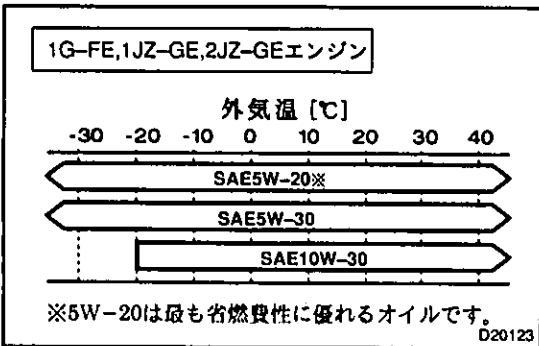 1G-FE,1JZ-GE,2JZ-GEエンジン
外気温 [℃]
-30 -20 -10 0 10 20 30 40
SAE5W-20※
SAE5W-30
SAE10W-30
※5W-20は最も省燃費性に優れるオイルです。
D20123